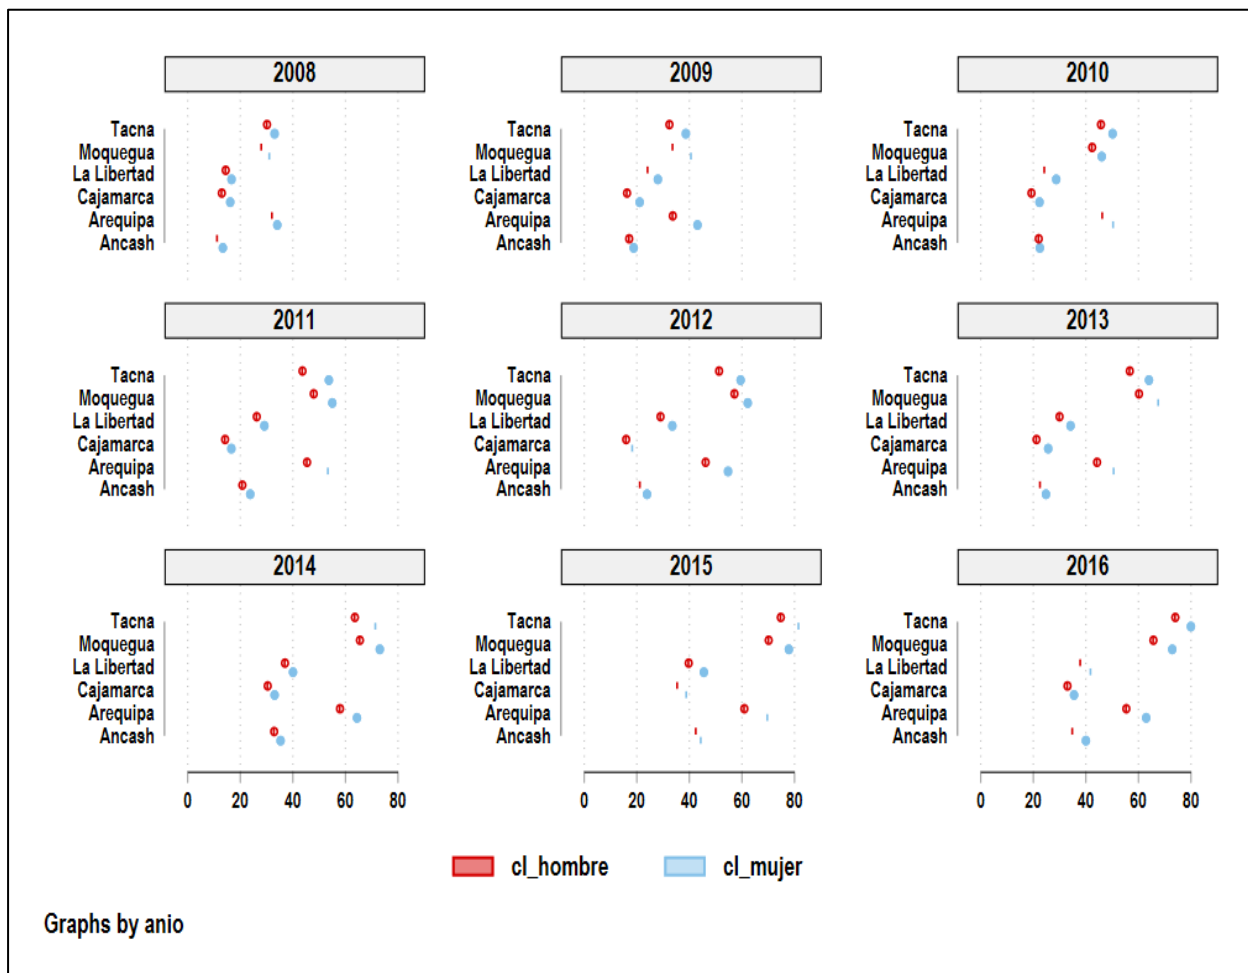 2008 2009 2010
Tacna Tacna Tacna
Moquegua Moquegua Moquegua
La Libertad La Libertad La Libertad
Cajamarca Cajamarca Cajamarca
Arequipa Arequipa Arequipa
Ancash Ancash Ancash
2011 2012 2013
Tacna Tacna Tacna
Moquegua Moquegua Moquegua
La Libertad La Libertad La Libertad
Cajamarca Cajamarca Cajamarca
Arequipa Arequipa Arequipa
Ancash Ancash Ancash
2014 2015 2016
Tacna Tacna Tacna
Moquegua Moquegua Moquegua
La Libertad La Libertad La Libertad
Cajamarca Cajamarca Cajamarca
Arequipa Arequipa Arequipa
Ancash Ancash Ancash
0 20 40 60 80 0 20 40 60 80 0 20 40 60 80
cl_hombre cl_mujer
Graphs by anio